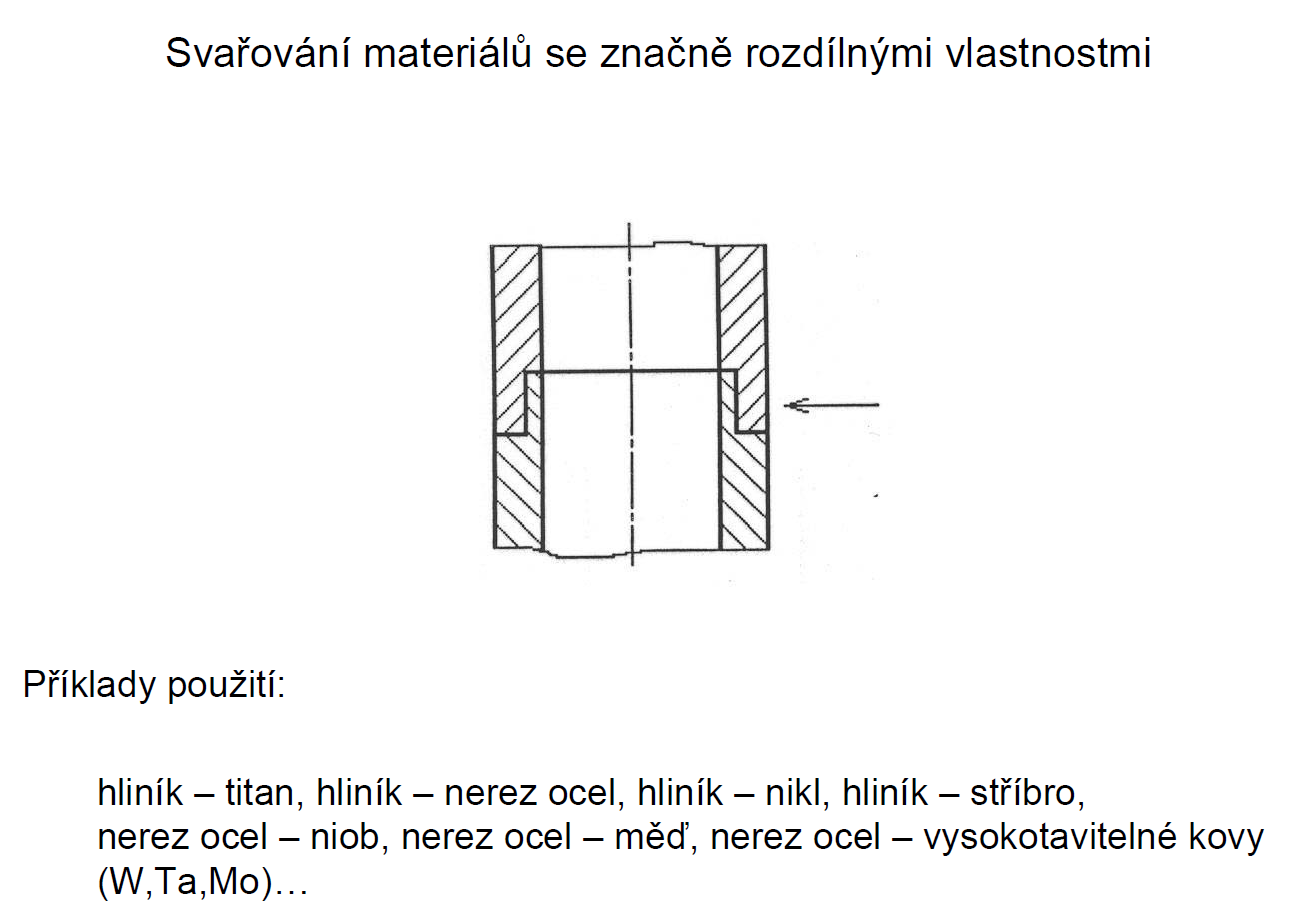 Svařování materiálů se značně rozdílnými vlastnostmi
Příklady použití:
hliník – titan, hliník – nerez ocel, hliník – nikl, hliník – stříbro,
nerez ocel – niob, nerez ocel – měď, nerez ocel – vysokotavitelné kovy
(W,Ta,Mo)…